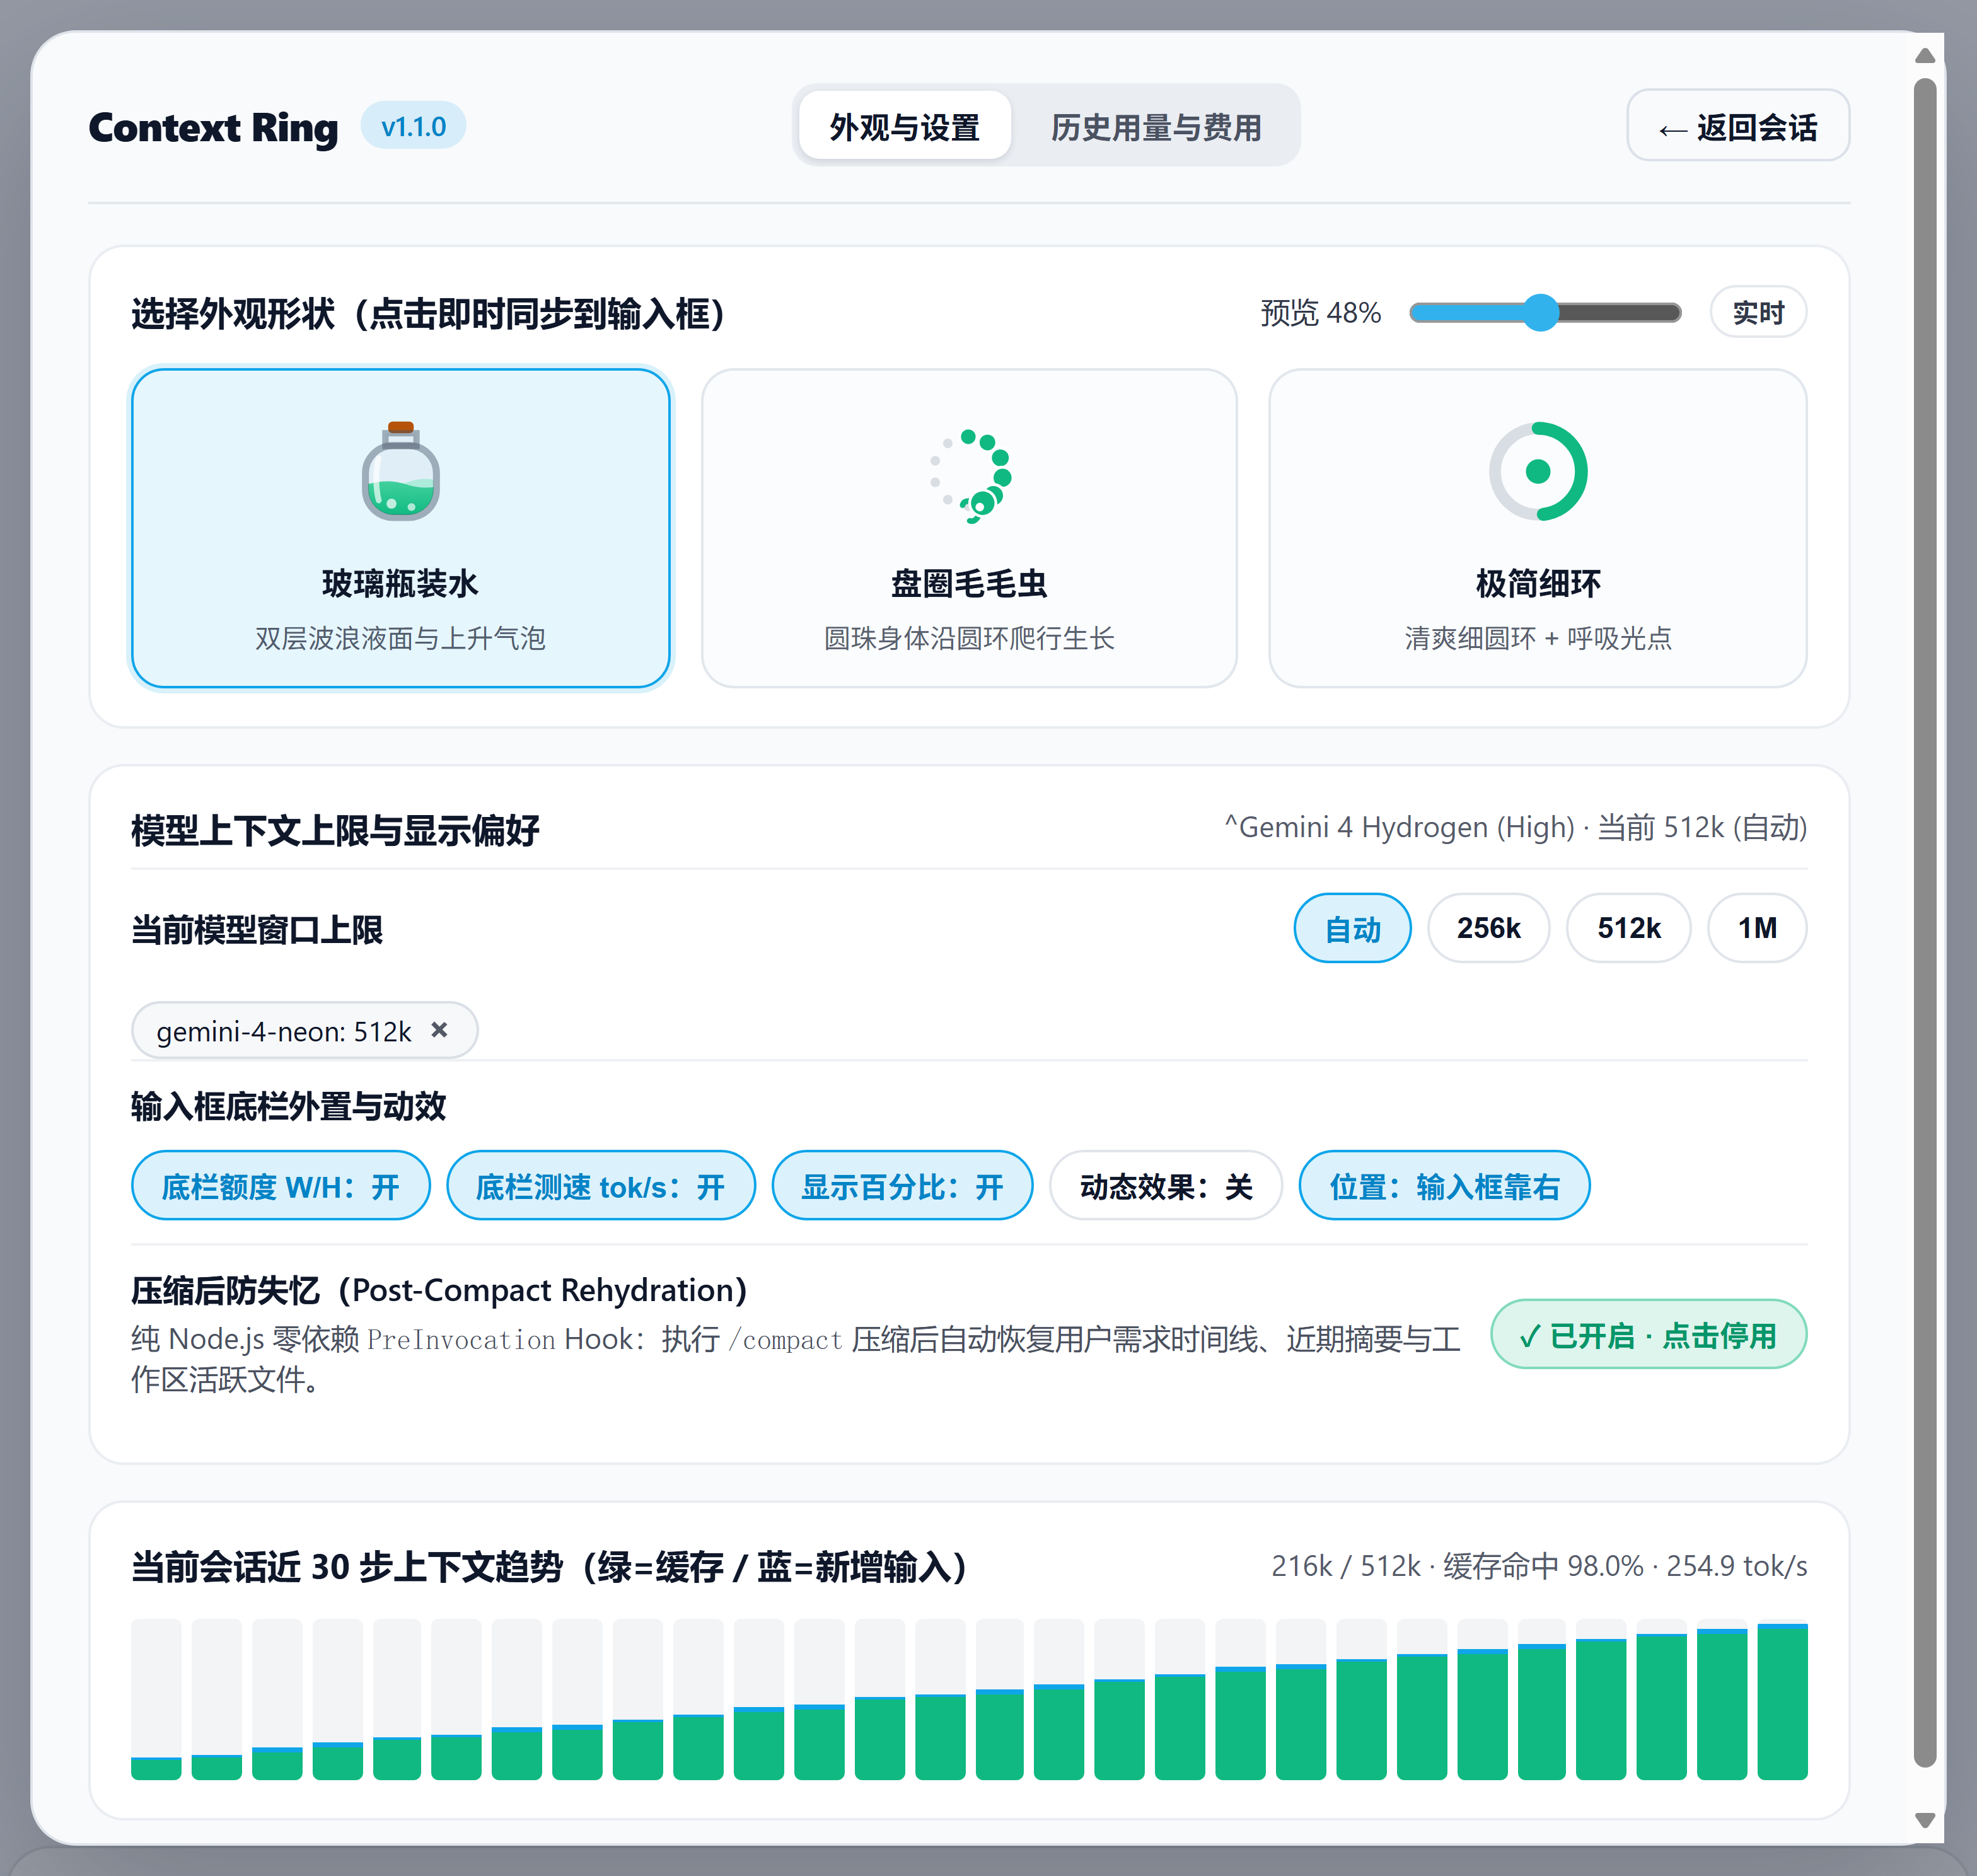 Context Ring
v1.1.0
外观与设置
历史用量与费用
← 返回会话
选择外观形状（点击即时同步到输入框）
预览 48%
实时
玻璃瓶装水
双层波浪液面与上升气泡
盘圈毛毛虫
圆珠身体沿圆环爬行生长
极简细环
清爽细圆环 + 呼吸光点
模型上下文上限与显示偏好
^Gemini 4 Hydrogen (High) · 当前 512k (自动)
当前模型窗口上限
自动
256k
512k
1M
gemini-4-neon: 512k ×
输入框底栏外置与动效
底栏额度 W/H：开
底栏测速 tok/s：开
显示百分比：开
动态效果：关
位置：输入框靠右
压缩后防失忆（Post-Compact Rehydration）
纯 Node.js 零依赖 PreInvocation Hook：执行 /compact 压缩后自动恢复用户需求时间线、近期摘要与工
作区活跃文件。
✓ 已开启 · 点击停用
当前会话近 30 步上下文趋势（绿=缓存 / 蓝=新增输入）
216k / 512k · 缓存命中 98.0% · 254.9 tok/s